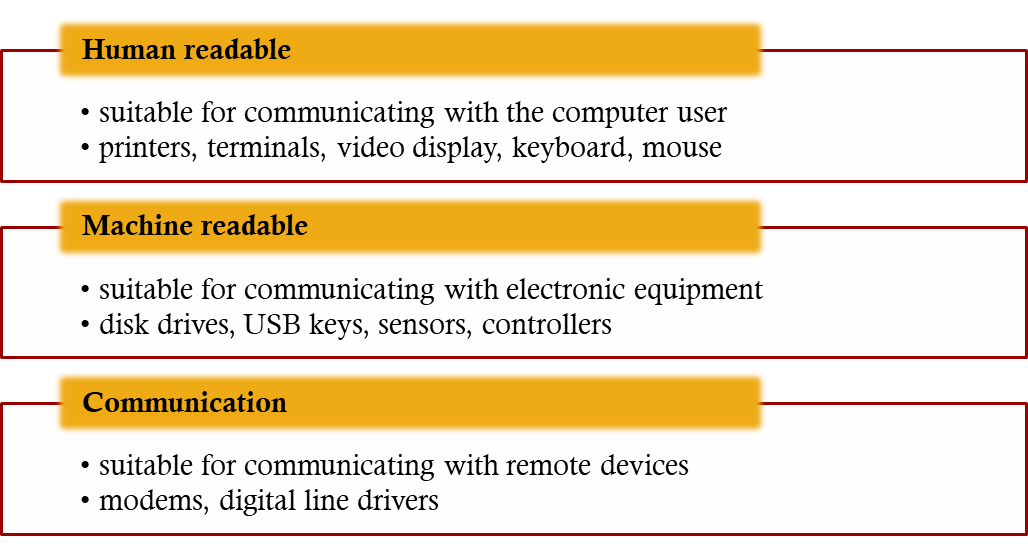 Human readable
• suitable for communicating with the computer user
• printers, terminals, video display, keyboard, mouse
Machine readable
• suitable for communicating with electronic equipment
• disk drives, USB keys, sensors, controllers
Communication
• suitable for communicating with remote devices
• modems, digital line drivers